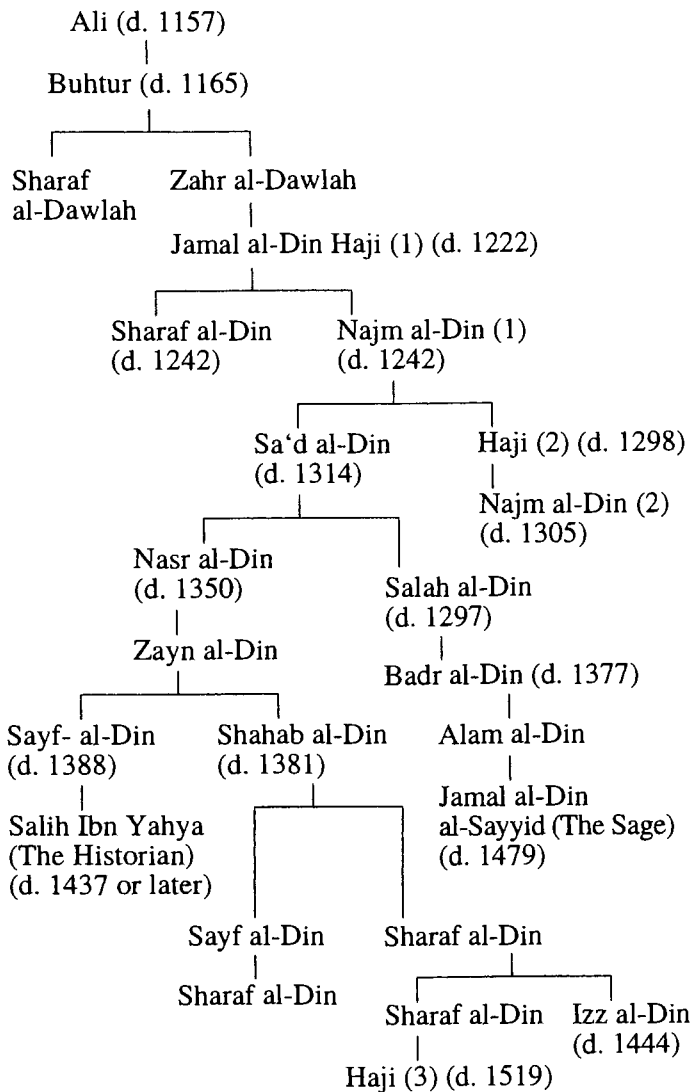 Ali (d. 1157)
Buhtur (d. 1165)
Sharaf
al-Dawlah
Zahr al-Dawlah
Jamal al-Din Haji (1) (d. 1222)
Sharaf al-Din
(d. 1242)
Najm al-Din (1)
(d. 1242)
Sa‘d al-Din
(d. 1314)
Haji (2) (d. 1298)
Najm al-Din (2)
(d. 1305)
Nasr al-Din
(d. 1350)
Salah al-Din
(d. 1297)
Zayn al-Din
Badr al-Din (d. 1377)
Sayf- al-Din
(d. 1388)
Shahab al-Din
(d. 1381)
Alam al-Din
Salih Ibn Yahya
(The Historian)
(d. 1437 or later)
Jamal al-Din
al-Sayyid (The Sage)
(d. 1479)
Sayf al-Din
Sharaf al-Din
Sharaf al-Din
Sharaf al-Din
Izz al-Din
(d. 1444)
Haji (3) (d. 1519)